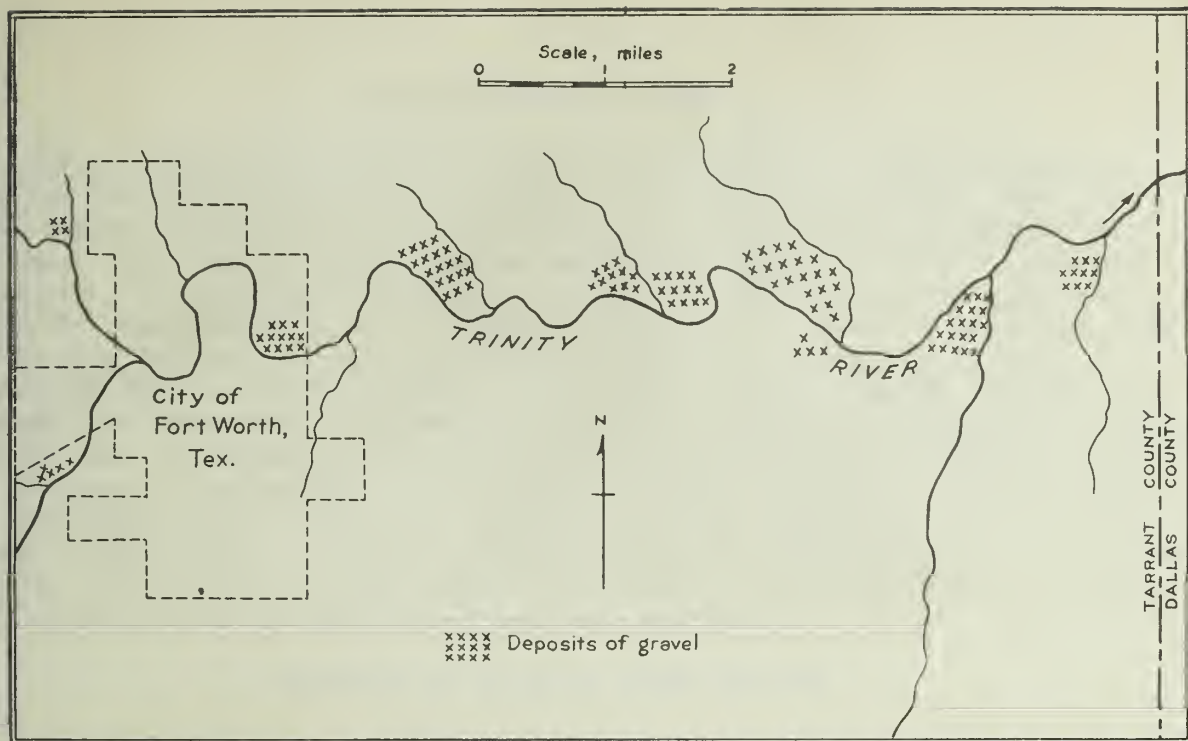 Scale, miles
0 1 2
TRINITY
RIVER
City of
Fort Worth,
Tex.
N
TARRANT COUNTY
DALLAS COUNTY
Deposits of gravel